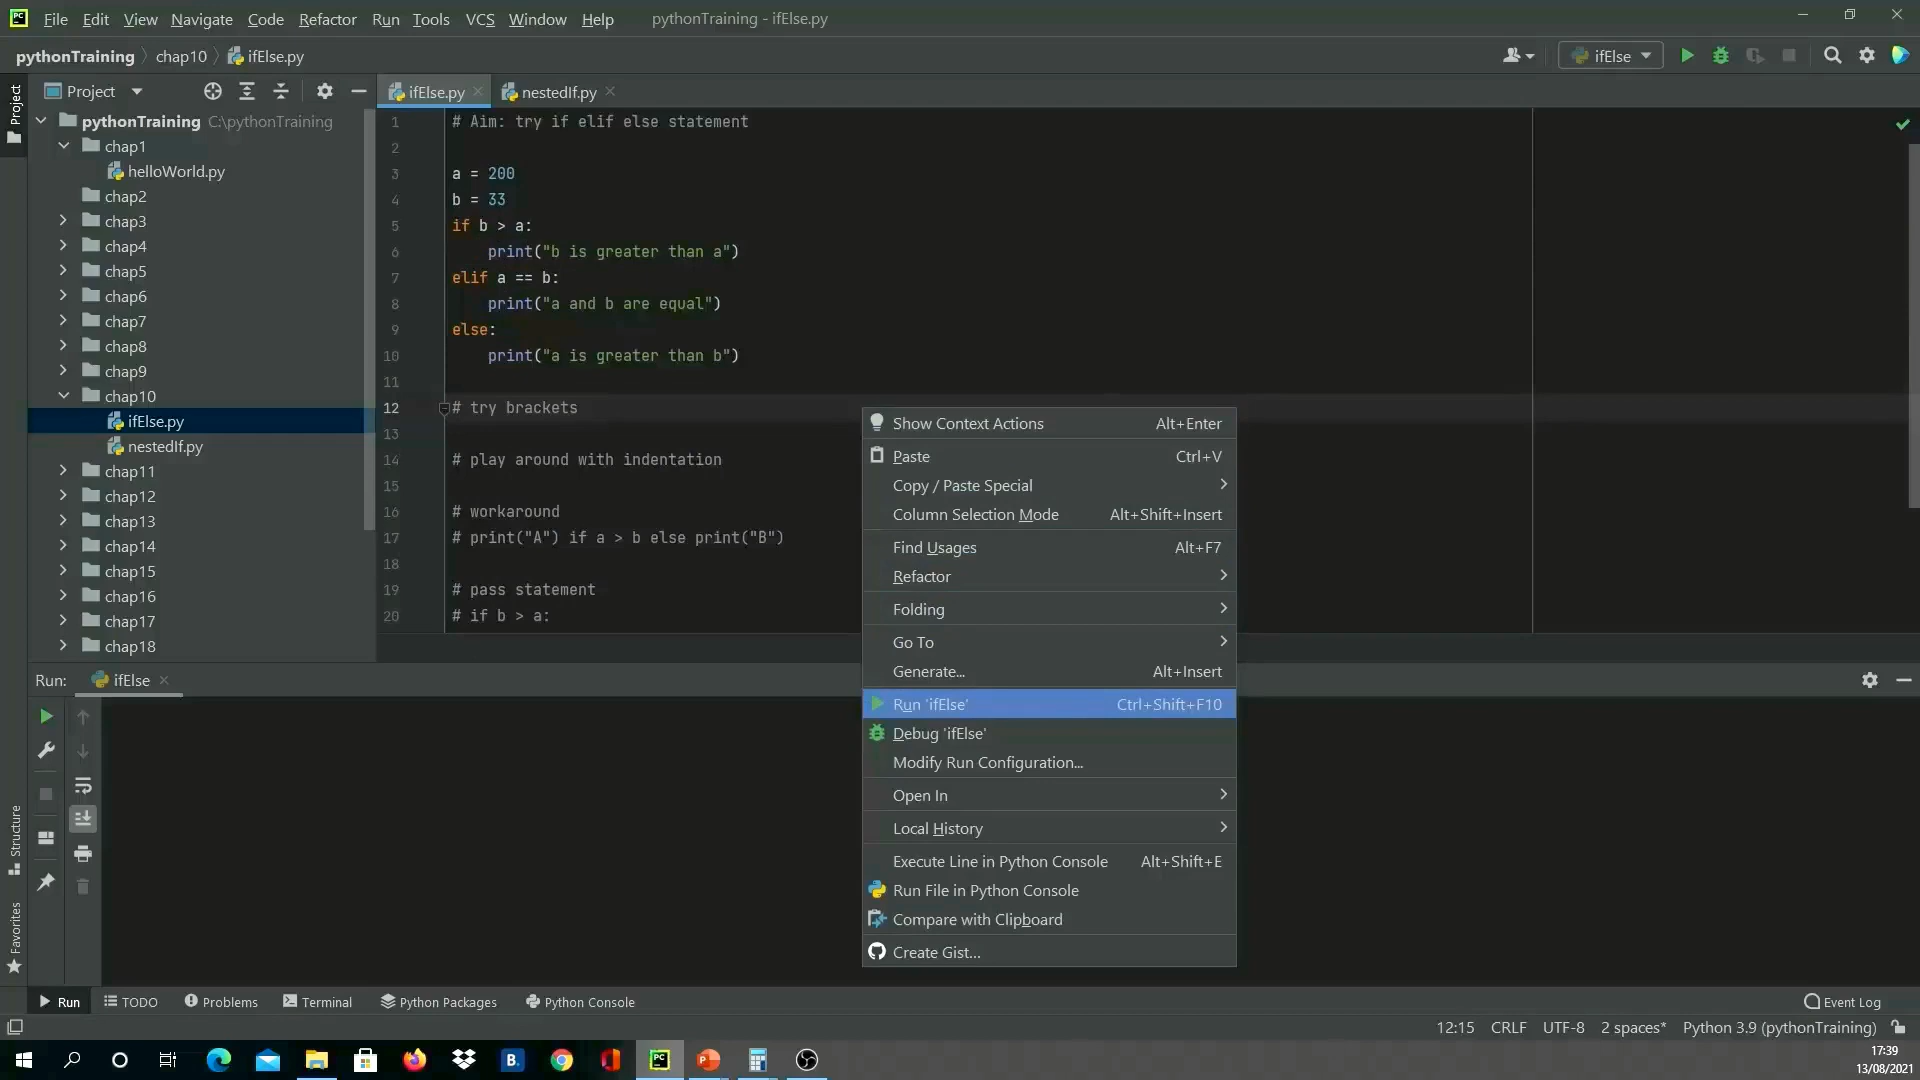 File Edit View Navigate Code Refactor Run Tools VCS Window Help pythonTraining - ifElse.py
pythonTraining chap10 ifElse.py
ifElse
Project
Project
ifElse.py
nestedIf.py
pythonTraining C:\pythonTraining
chap1
helloWorld.py
chap2
chap3
chap4
chap5
chap6
chap7
chap8
chap9
chap10
ifElse.py
nestedIf.py
chap11
chap12
chap13
chap14
chap15
chap16
chap17
chap18
1 # Aim: try if elif else statement
2
3 a = 200
4 b = 33
5 if b > a:
6 print("b is greater than a")
7 elif a == b:
8 print("a and b are equal")
9 else:
10 print("a is greater than b")
11
12 # try brackets
13
14 # play around with indentation
15
16 # workaround
17 # print("A") if a > b else print("B")
18
19 # pass statement
20 # if b > a:
Show Context Actions Alt+Enter
Paste Ctrl+V
Copy / Paste Special
Column Selection Mode Alt+Shift+Insert
Find Usages Alt+F7
Refactor
Folding
Go To
Generate... Alt+Insert
Run 'ifElse' Ctrl+Shift+F10
Debug 'ifElse'
Modify Run Configuration...
Open In
Local History
Execute Line in Python Console Alt+Shift+E
Run File in Python Console
Compare with Clipboard
Create Gist...
Run: ifElse
Structure
Favorites
Run TODO Problems Terminal Python Packages Python Console Event Log
12:15 CRLF UTF-8 2 spaces* Python 3.9 (pythonTraining)
B.
PC
P
17:39
13/08/2021